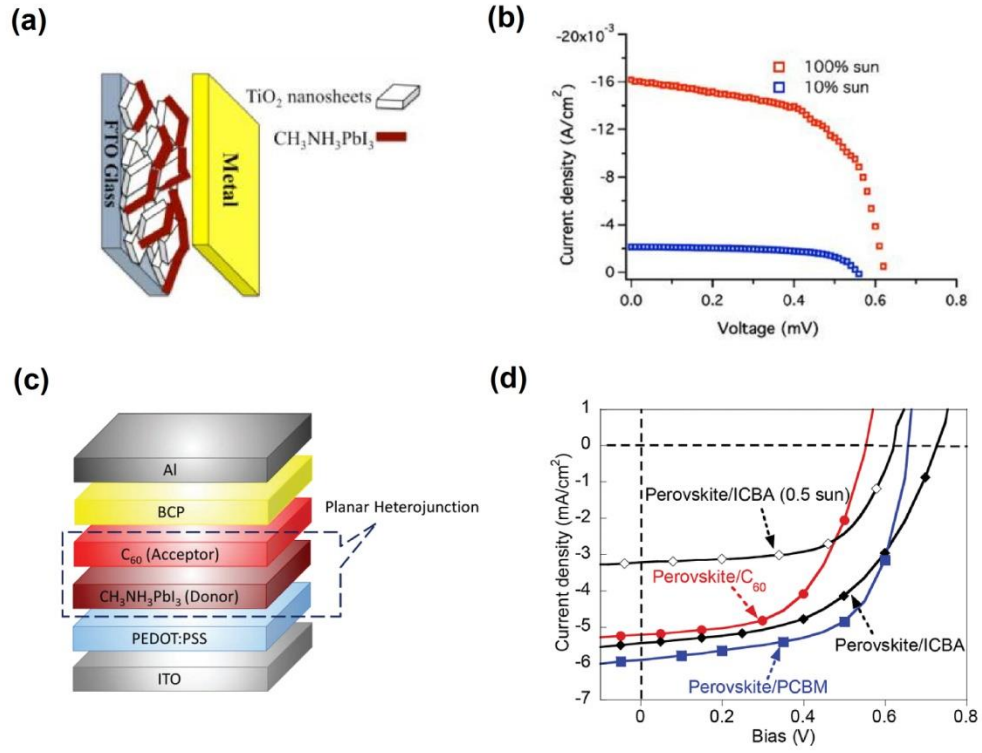 (a)
TiO2 nanosheets
CH3NH3PbI3
FTO Glass
Metal
(b)
-20x10-3
-16
-12
-8
-4
0
Current density (A/cm2)
100% sun
10% sun
0.0
0.2
0.4
0.6
0.8
Voltage (mV)
(c)
Al
BCP
C60 (Acceptor)
CH3NH3PbI3 (Donor)
PEDOT:PSS
ITO
Planar Heterojunction
(d)
1
0
-1
-2
-3
-4
-5
-6
-7
Current density (mA/cm2)
Perovskite/ICBA (0.5 sun)
Perovskite/C60
Perovskite/ICBA
Perovskite/PCBM
0
0.2
0.4
0.6
0.8
Bias (V)